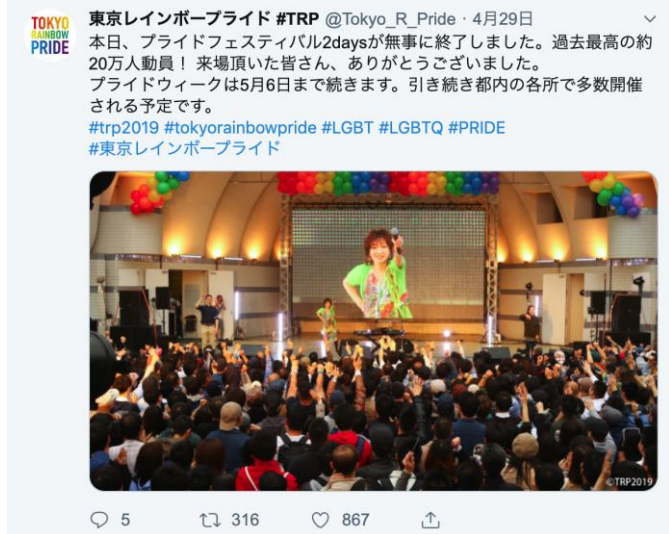 東京レインボープライド #TRP @Tokyo_R_Pride · 4月29日
TOKYO
RAINBOW
PRIDE
本日、プライドフェスティバル2daysが無事に終了しました。過去最高の約
20万人動員！ 来場頂いた皆さん、ありがとうございました。
プライドウィークは5月6日まで続きます。引き続き都内の各所で多数開催
される予定です。
#trp2019 #tokyorainbowpride #LGBT #LGBTQ #PRIDE
#東京レインボープライド
©TRP2019
5 316 867